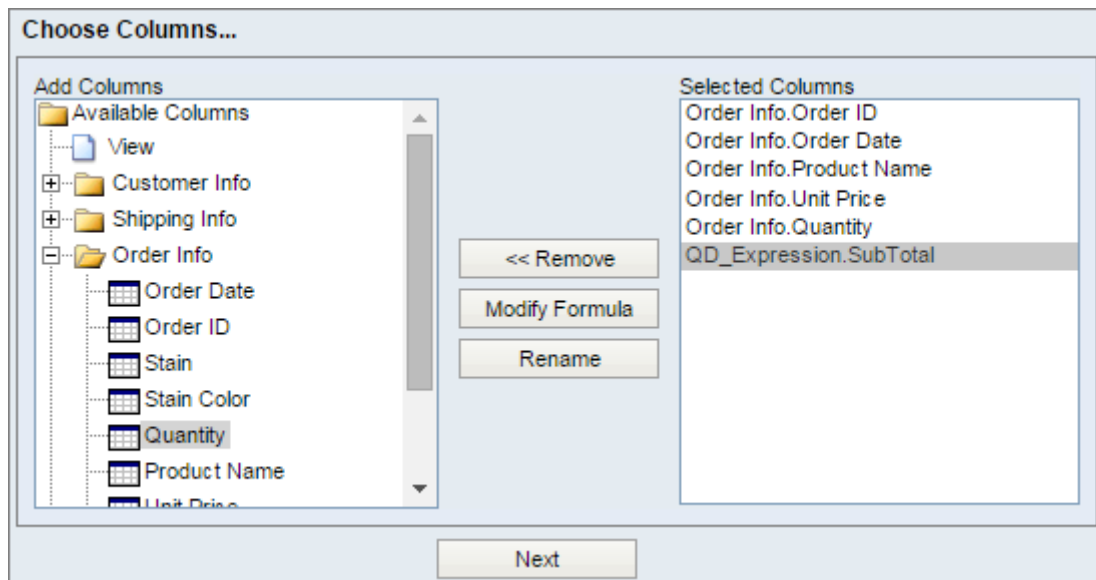 Choose Columns...
Add Columns
Available Columns
View
Customer Info
Shipping Info
Order Info
Order Date
Order ID
Stain
Stain Color
Quantity
Product Name
Unit Price
<< Remove
Modify Formula
Rename
Selected Columns
Order Info.Order ID
Order Info.Order Date
Order Info.Product Name
Order Info.Unit Price
Order Info.Quantity
QD_Expression.SubTotal
Next